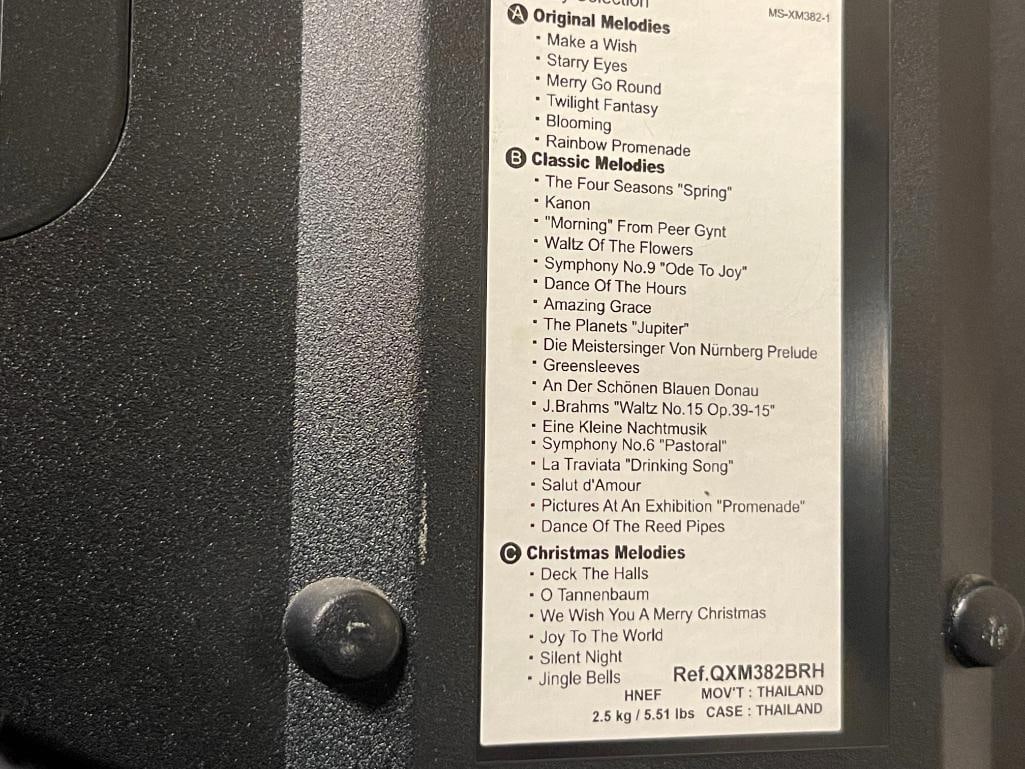 MS-XM382-1
A Original Melodies
· Make a Wish
· Starry Eyes
· Merry Go Round
· Twilight Fantasy
· Blooming
· Rainbow Promenade
B Classic Melodies
· The Four Seasons "Spring"
· Kanon
· "Morning" From Peer Gynt
· Waltz Of The Flowers
· Symphony No.9 "Ode To Joy"
· Dance Of The Hours
· Amazing Grace
· The Planets "Jupiter"
· Die Meistersinger Von Nürnberg Prelude
· Greensleeves
· An Der Schönen Blauen Donau
· J.Brahms "Waltz No.15 Op.39-15"
· Eine Kleine Nachtmusik
· Symphony No.6 "Pastoral"
· La Traviata "Drinking Song"
· Salut d'Amour
· Pictures At An Exhibition "Promenade"
· Dance Of The Reed Pipes
C Christmas Melodies
· Deck The Halls
· O Tannenbaum
· We Wish You A Merry Christmas
· Joy To The World
· Silent Night
· Jingle Bells
Ref.QXM382BRH
HNEF MOV'T : THAILAND
2.5 kg / 5.51 lbs CASE : THAILAND